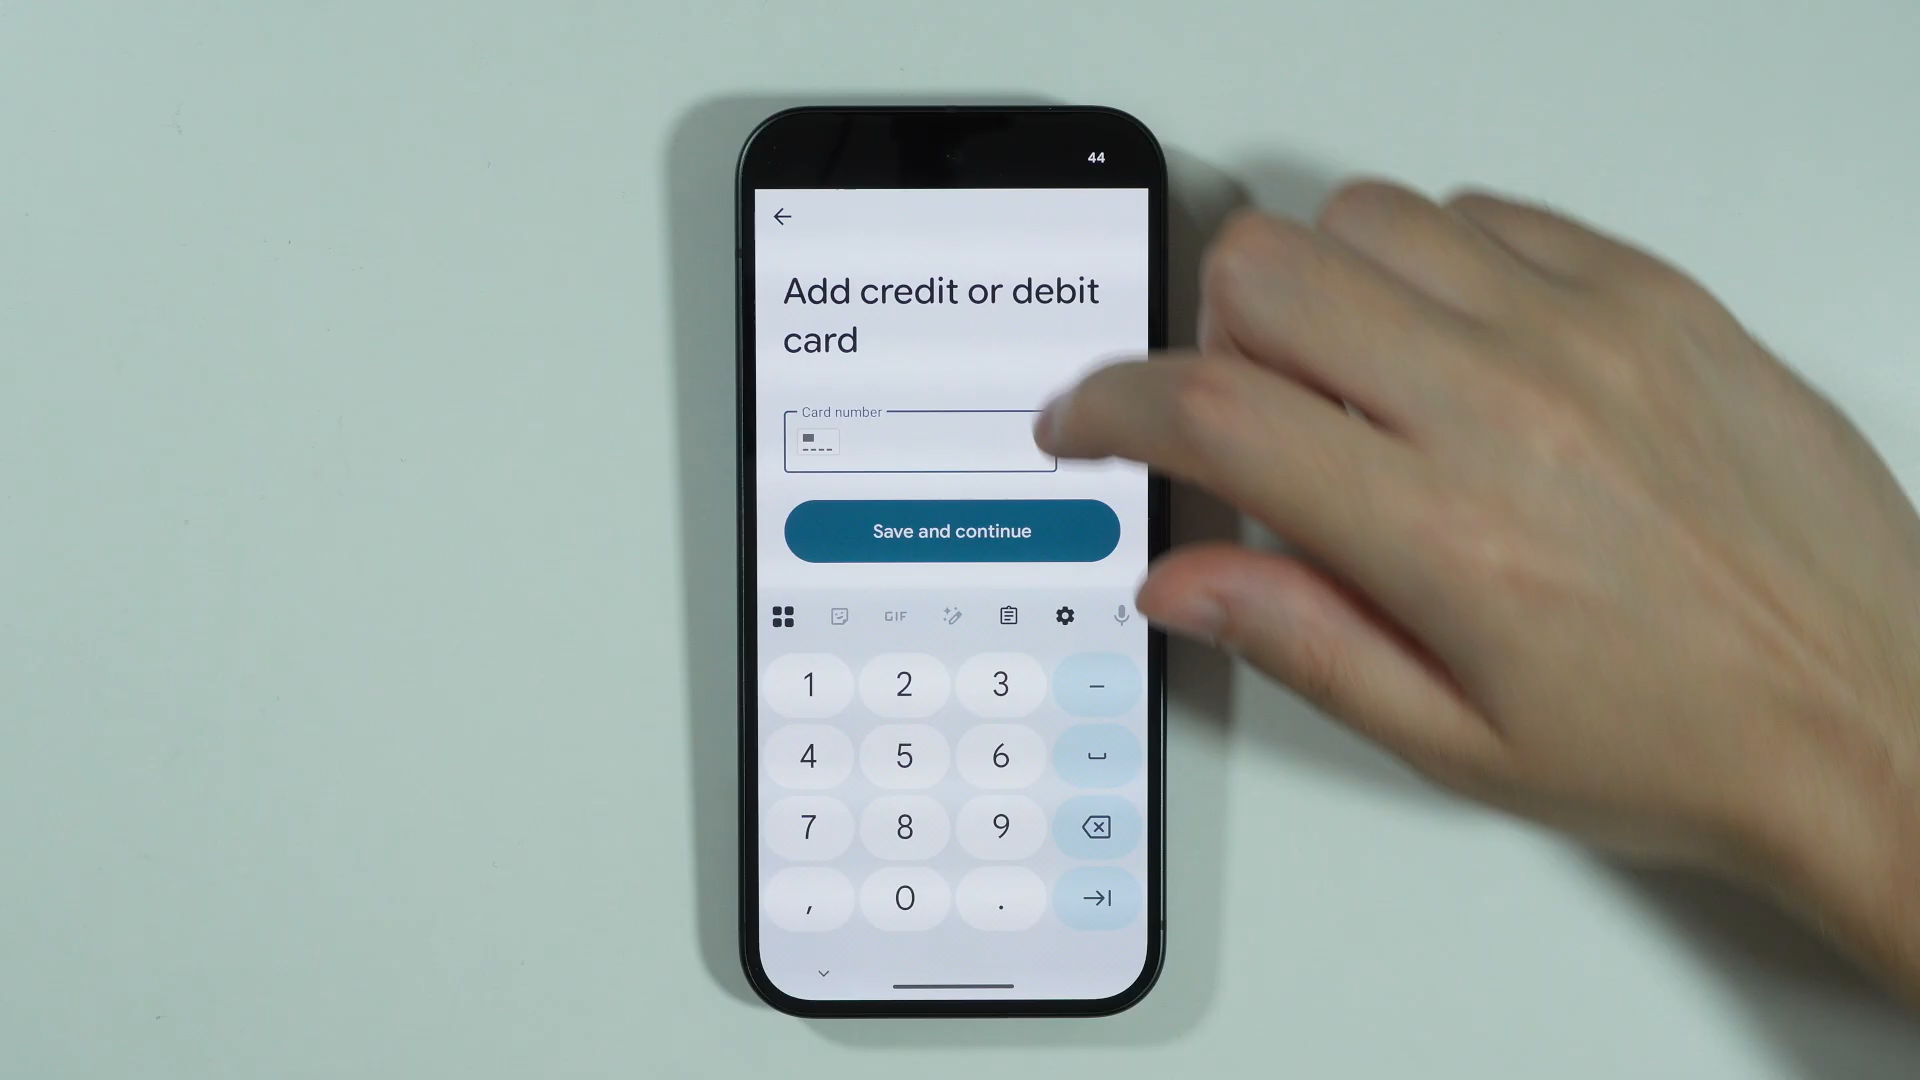 44
Add credit or debit
card
Card number
Save and continue
GIF
1 2 3 -
4 5 6
7 8 9
, 0 .